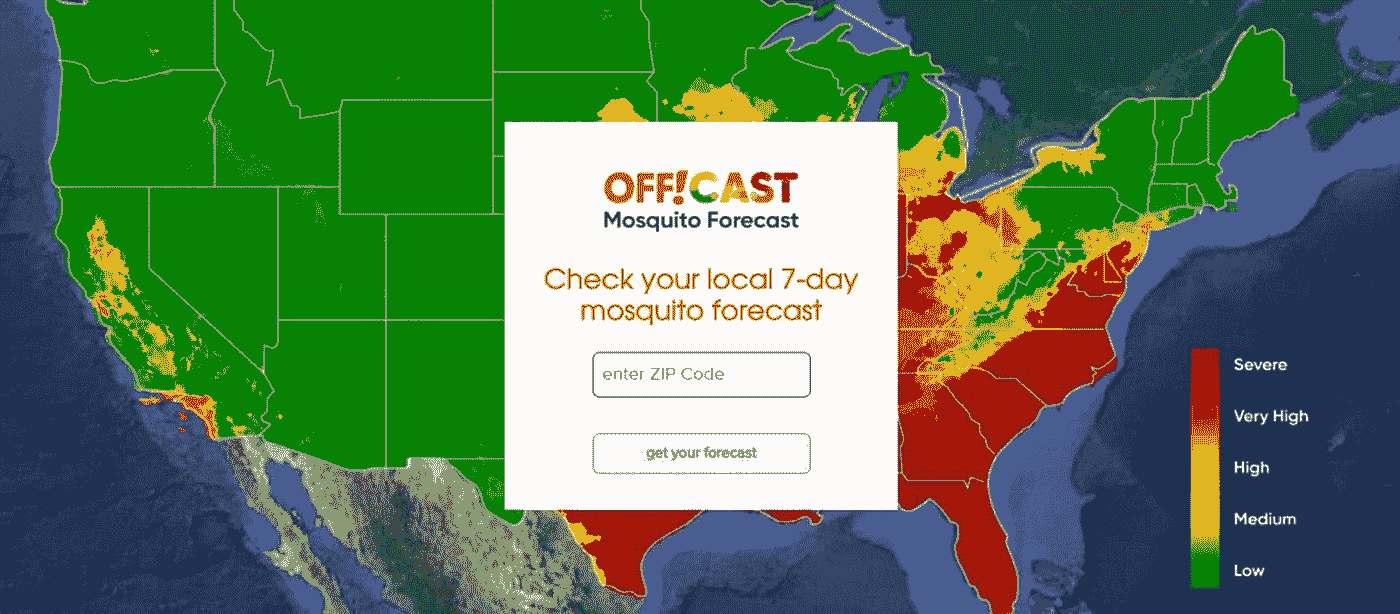 OFF!CAST
Mosquito Forecast
Check your local 7-day
mosquito forecast
enter ZIP Code
get your forecast
Severe
Very High
High
Medium
Low